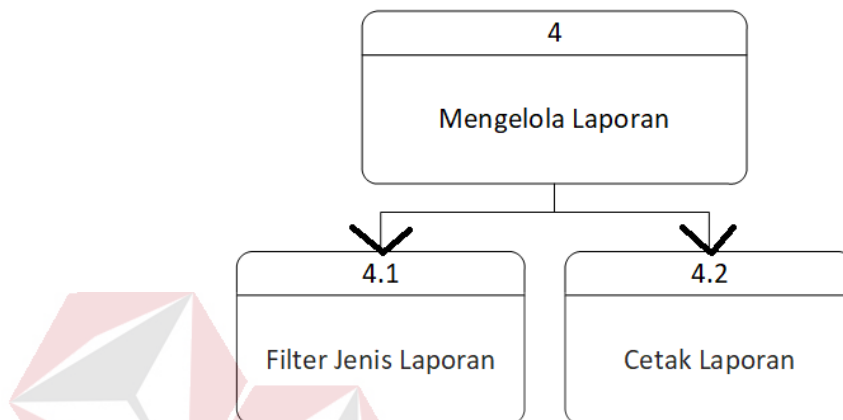 4
Mengelola Laporan
4.1
4.2
Filter Jenis Laporan
Cetak Laporan